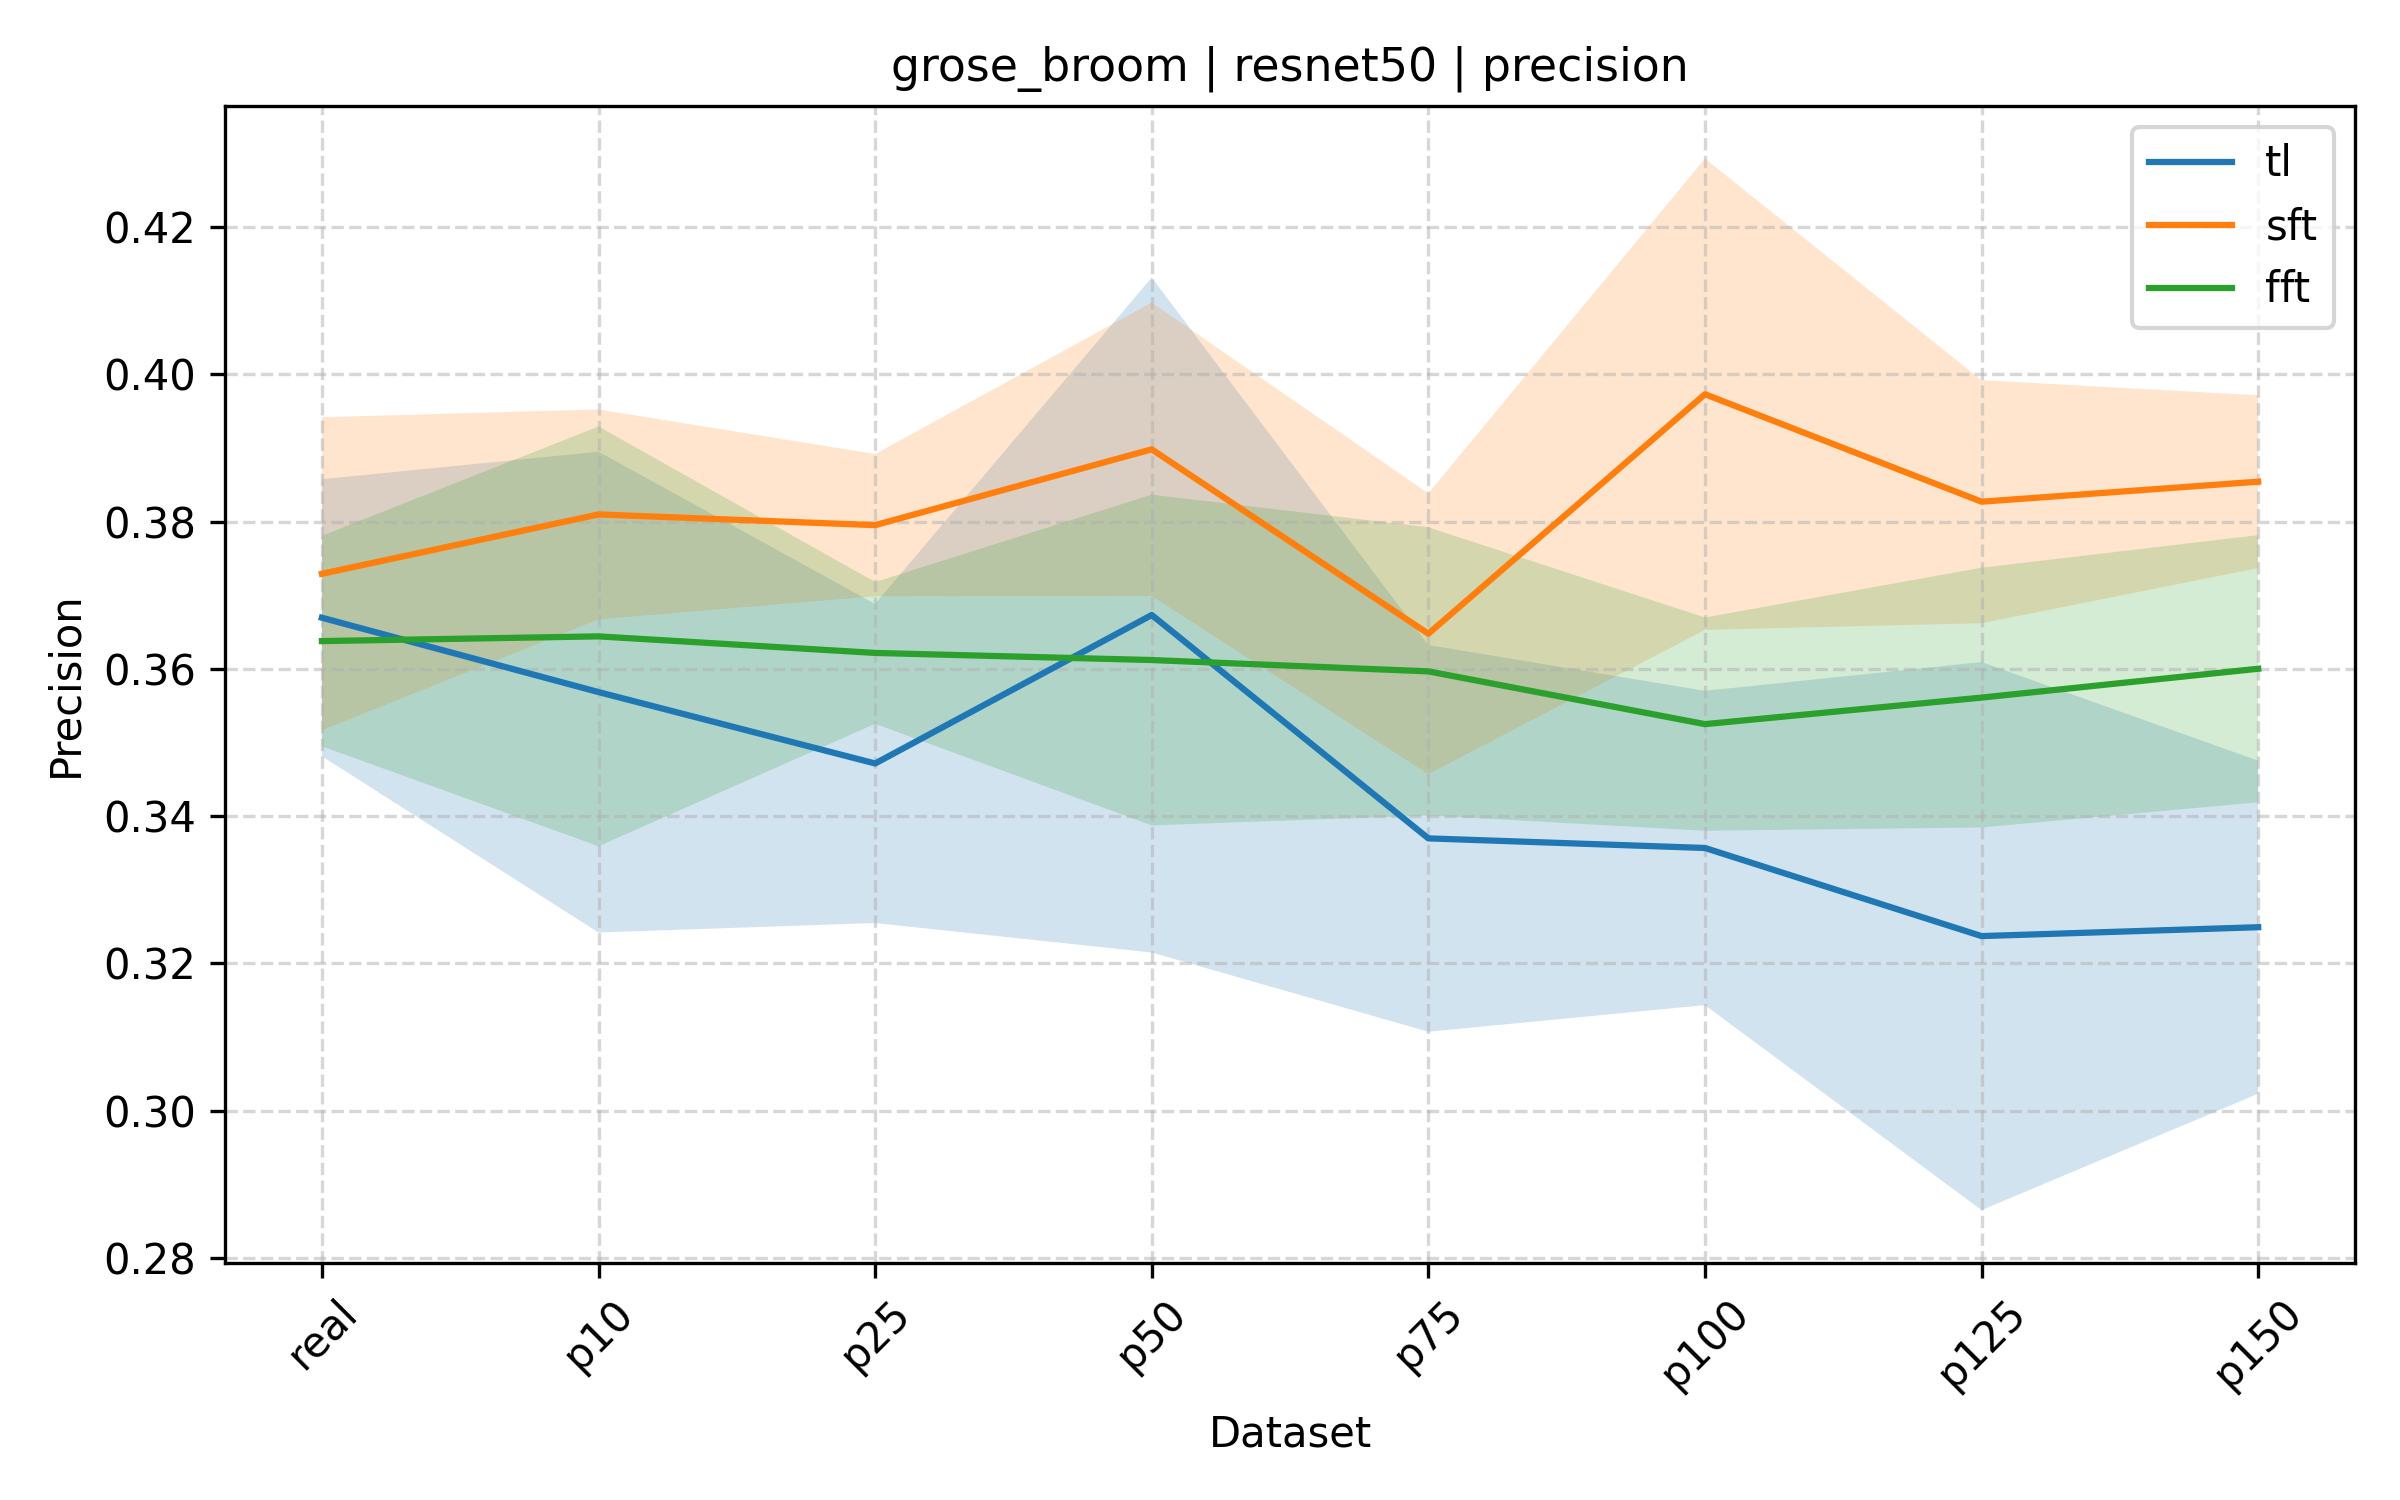 grose_broom | resnet50 | precision
tl
sft
fft
0.42
0.40
0.38
0.36
0.34
0.32
0.30
0.28
Precision
real
p10
p25
p50
p75
p100
p125
p150
Dataset